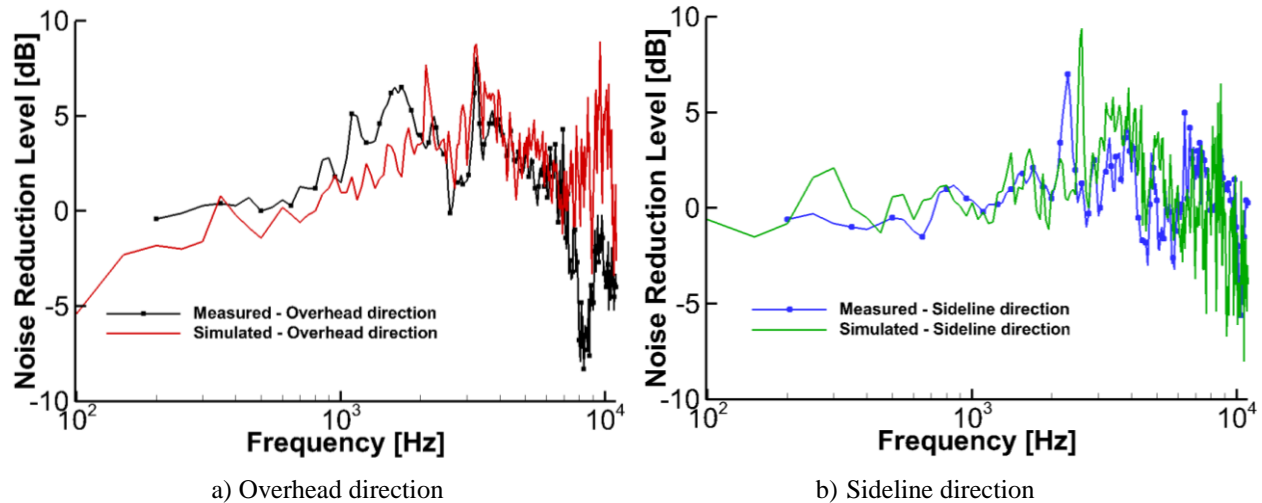 Noise Reduction Level [dB]
10
5
0
-5
-10
Measured - Overhead direction
Simulated - Overhead direction
10²
10³
10⁴
Frequency [Hz]
a) Overhead direction
Noise Reduction Level [dB]
10
5
0
-5
-10
Measured - Sideline direction
Simulated - Sideline direction
10²
10³
10⁴
Frequency [Hz]
b) Sideline direction